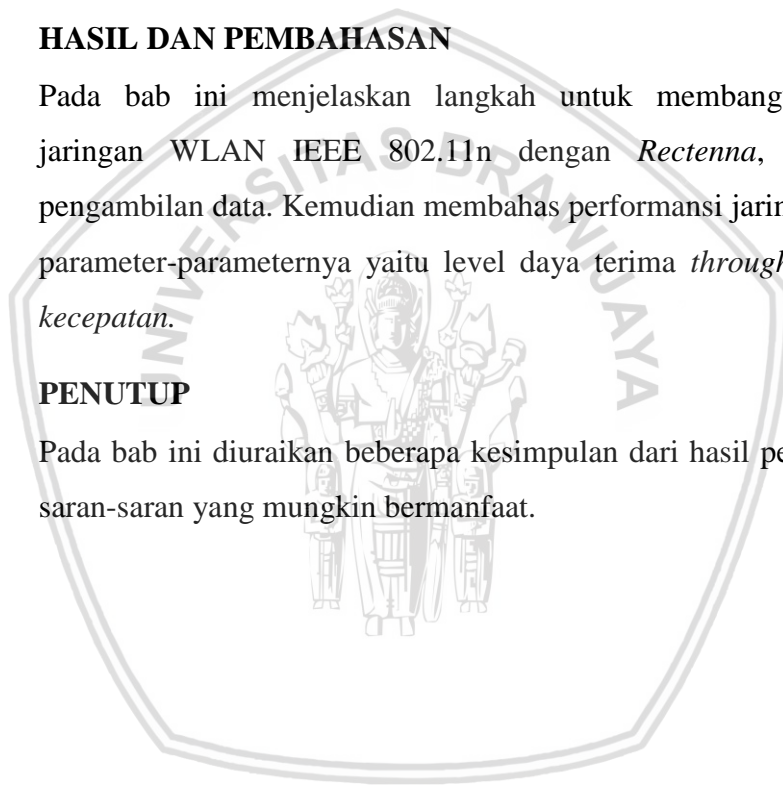 HASIL DAN PEMBAHASAN
Pada bab ini menjelaskan langkah untuk membang
jaringan WLAN IEEE 802.11n dengan Rectenna,
pengambilan data. Kemudian membahas performansi jarin
parameter-parameternya yaitu level daya terima through
kecepatan.
PENUTUP
Pada bab ini diuraikan beberapa kesimpulan dari hasil pe
saran-saran yang mungkin bermanfaat.
UNIVERSITAS BRAWIJAYA